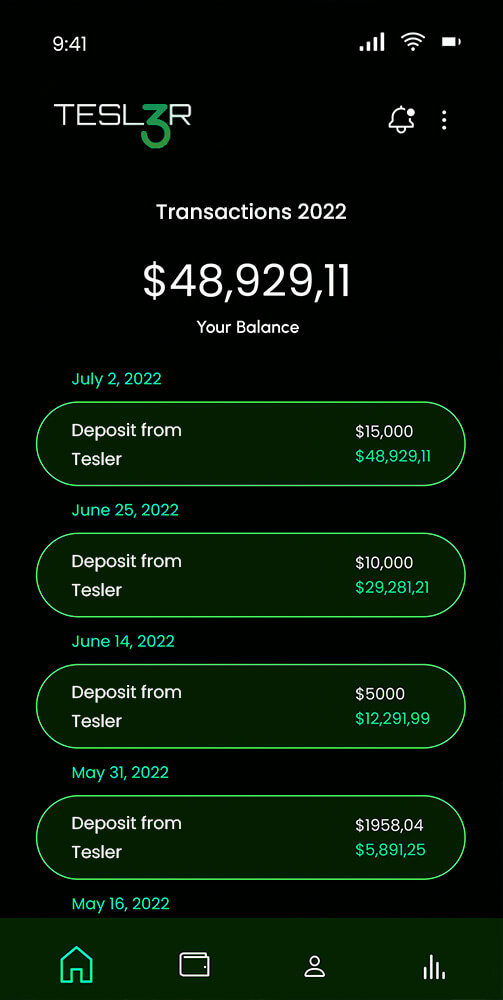 9:41
TESL3R
Transactions 2022
$48,929,11
Your Balance
July 2, 2022
Deposit from $15,000
Tesler $48,929,11
June 25, 2022
Deposit from $10,000
Tesler $29,281,21
June 14, 2022
Deposit from $5000
Tesler $12,291,99
May 31, 2022
Deposit from $1958,04
Tesler $5,891,25
May 16, 2022